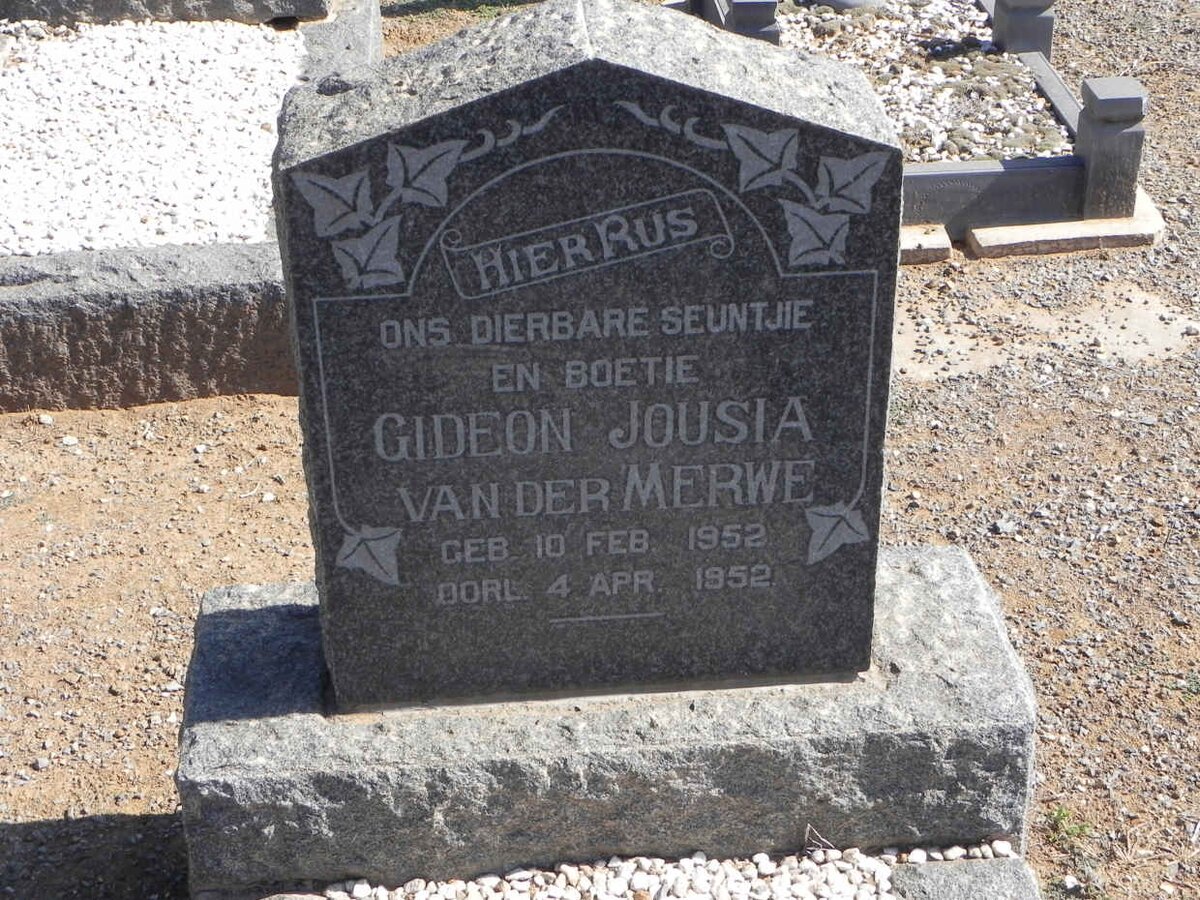 HIER RUS
ONS DIERBARE SEUNTJIE
EN BOETIE
GIDEON JOUSIA
VAN DER MERWE
GEB. 10 FEB. 1952
OORL. 4 APR. 1952.